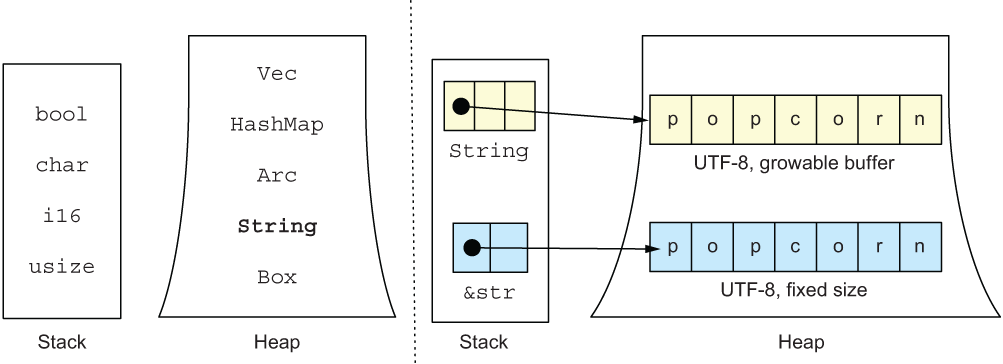 bool
char
i16
usize
Stack
Vec
HashMap
Arc
String
Box
Heap
String
&str
Stack
p o p c o r n
UTF-8, growable buffer
p o p c o r n
UTF-8, fixed size
Heap